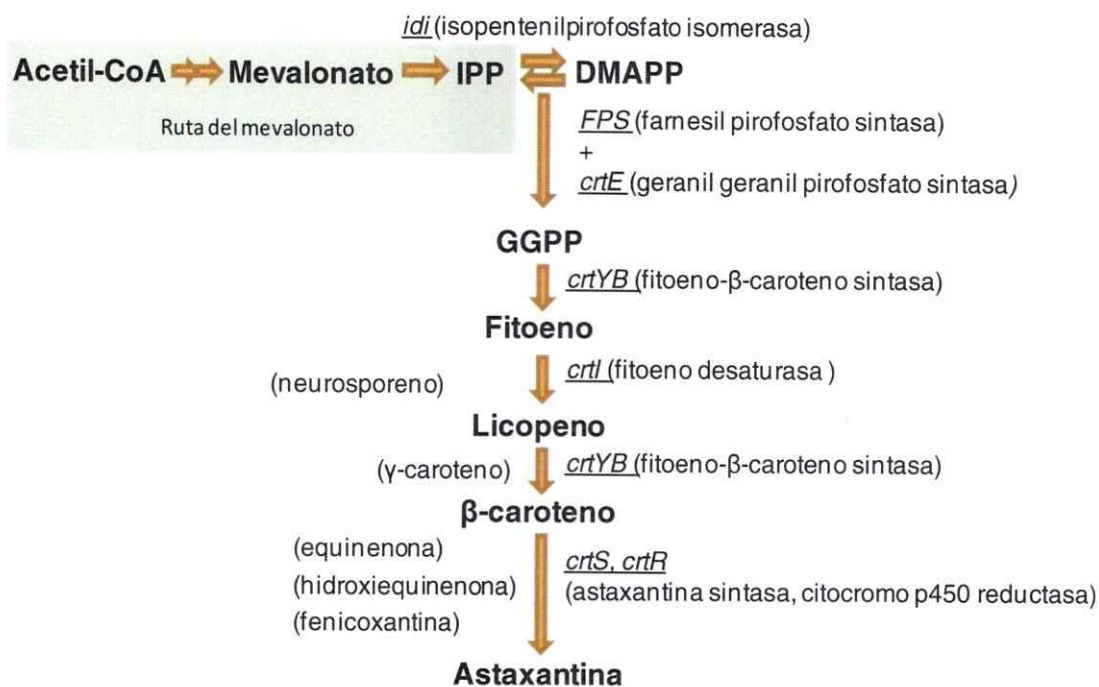 idi (isopentenilpirofosfato isomerasa)
Acetil-CoA Mevalonato IPP DMAPP
Ruta del mevalonato
FPS (farnesil pirofosfato sintasa)
+
crtE (geranil geranil pirofosfato sintasa)
GGPP
crtYB (fitoeno-β-caroteno sintasa)
Fitoeno
(neurosporeno)
crtI (fitoeno desaturasa )
Licopeno
(γ-caroteno)
crtYB (fitoeno-β-caroteno sintasa)
β-caroteno
(equinenona)
(hidroxiequinenona)
(fenicoxantina)
crtS, crtR
(astaxantina sintasa, citocromo p450 reductasa)
Astaxantina